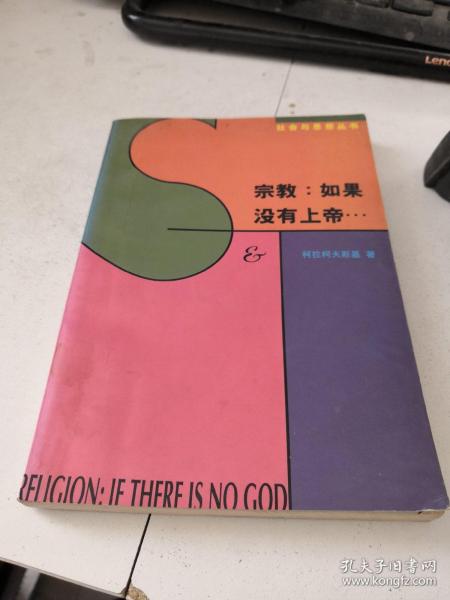 Leno
社会与思想丛书
宗教：如果
没有上帝…
&
柯拉柯夫斯基 著
RELIGION: IF THERE IS NO GOD
孔夫子旧书网
www.kongfz.com